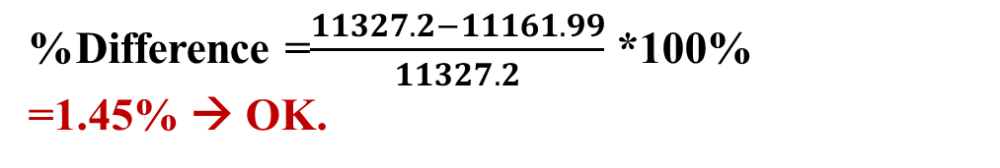 %Difference =11327.2−11161.99/11327.2 *100%
=1.45% → OK.